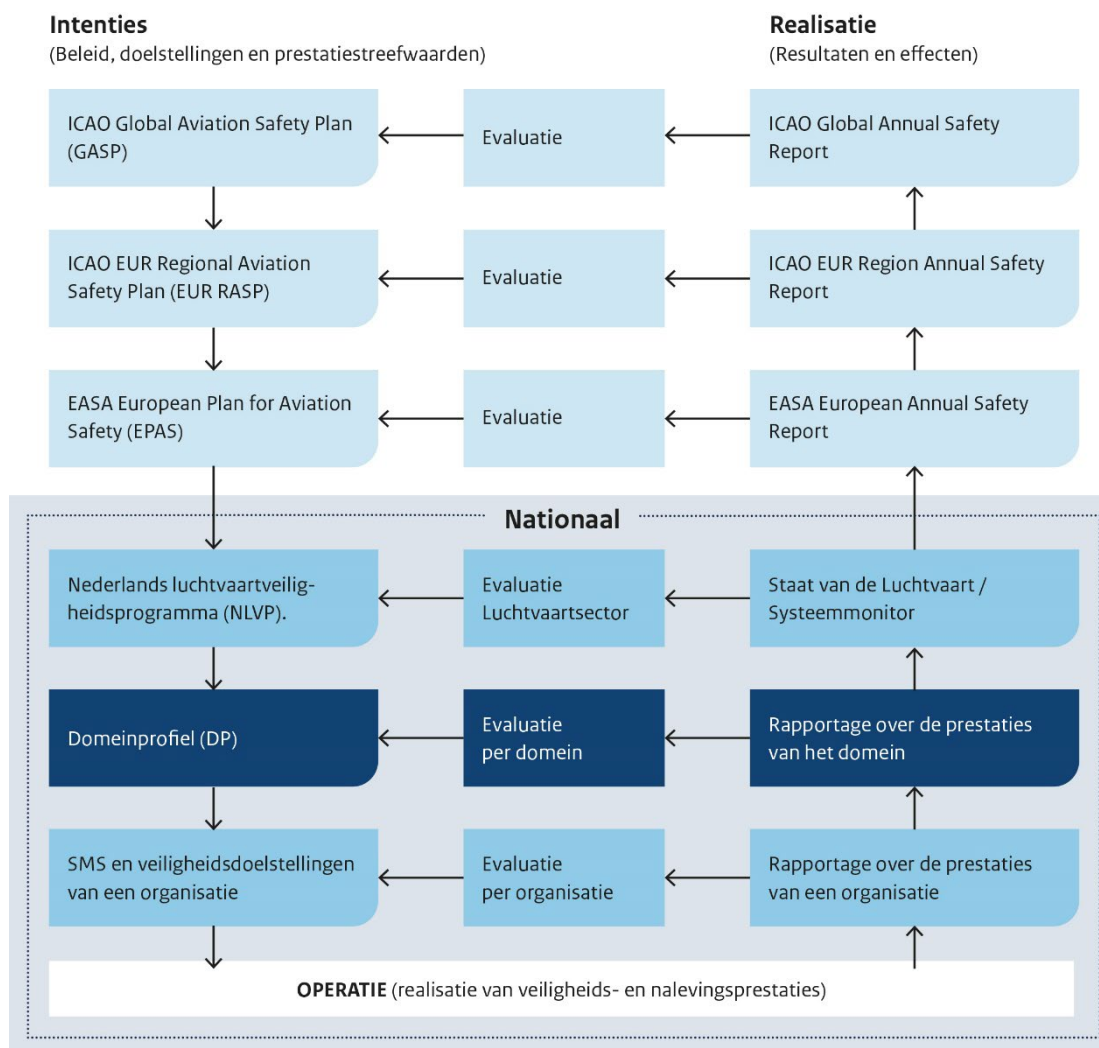 Intenties
(Beleid, doelstellingen en prestatiestreefwaarden)
Realisatie
(Resultaten en effecten)
ICAO Global Aviation Safety Plan
(GASP)
Evaluatie
ICAO Global Annual Safety
Report
ICAO EUR Regional Aviation
Safety Plan (EUR RASP)
Evaluatie
ICAO EUR Region Annual Safety
Report
EASA European Plan for Aviation
Safety (EPAS)
Evaluatie
EASA European Annual Safety
Report
Nationaal
Nederlands luchtvaartveilig-
heidsprogramma (NLVP).
Evaluatie
Luchtvaartsector
Staat van de Luchtvaart /
Systeemmonitor
Domeinprofiel (DP)
Evaluatie
per domein
Rapportage over de prestaties
van het domein
SMS en veiligheidsdoelstellingen
van een organisatie
Evaluatie
per organisatie
Rapportage over de prestaties
van een organisatie
OPERATIE (realisatie van veiligheids- en nalevingsprestaties)